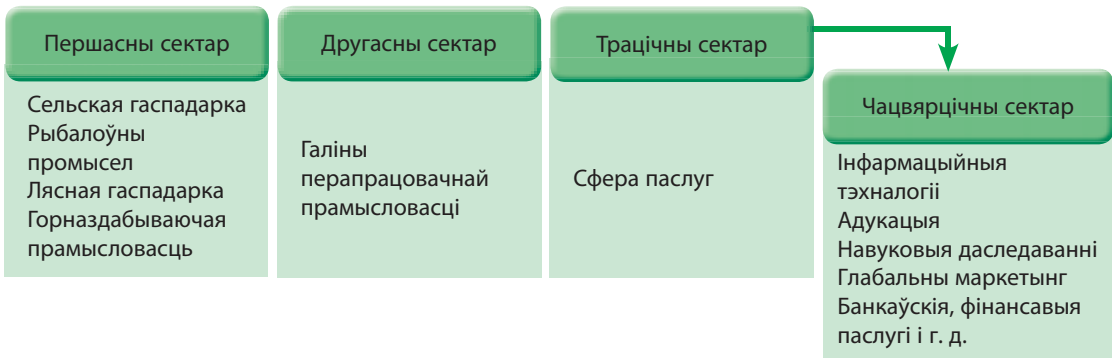 Першасны сектар
Сельская гаспадарка
Рыбалоўны
промысел
Лясная гаспадарка
Горназдабываючая
прамысловасць
Другасны сектар
Галіны
перапрацовачнай
прамысловасці
Трацічны сектар
Сфера паслуг
Чацвярцічны сектар
Інфармацыйныя
тэхналогіі
Адукацыя
Навуковыя даследаванні
Глабальны маркетынг
Банкаўскія, фінансавыя
паслугі і г. д.